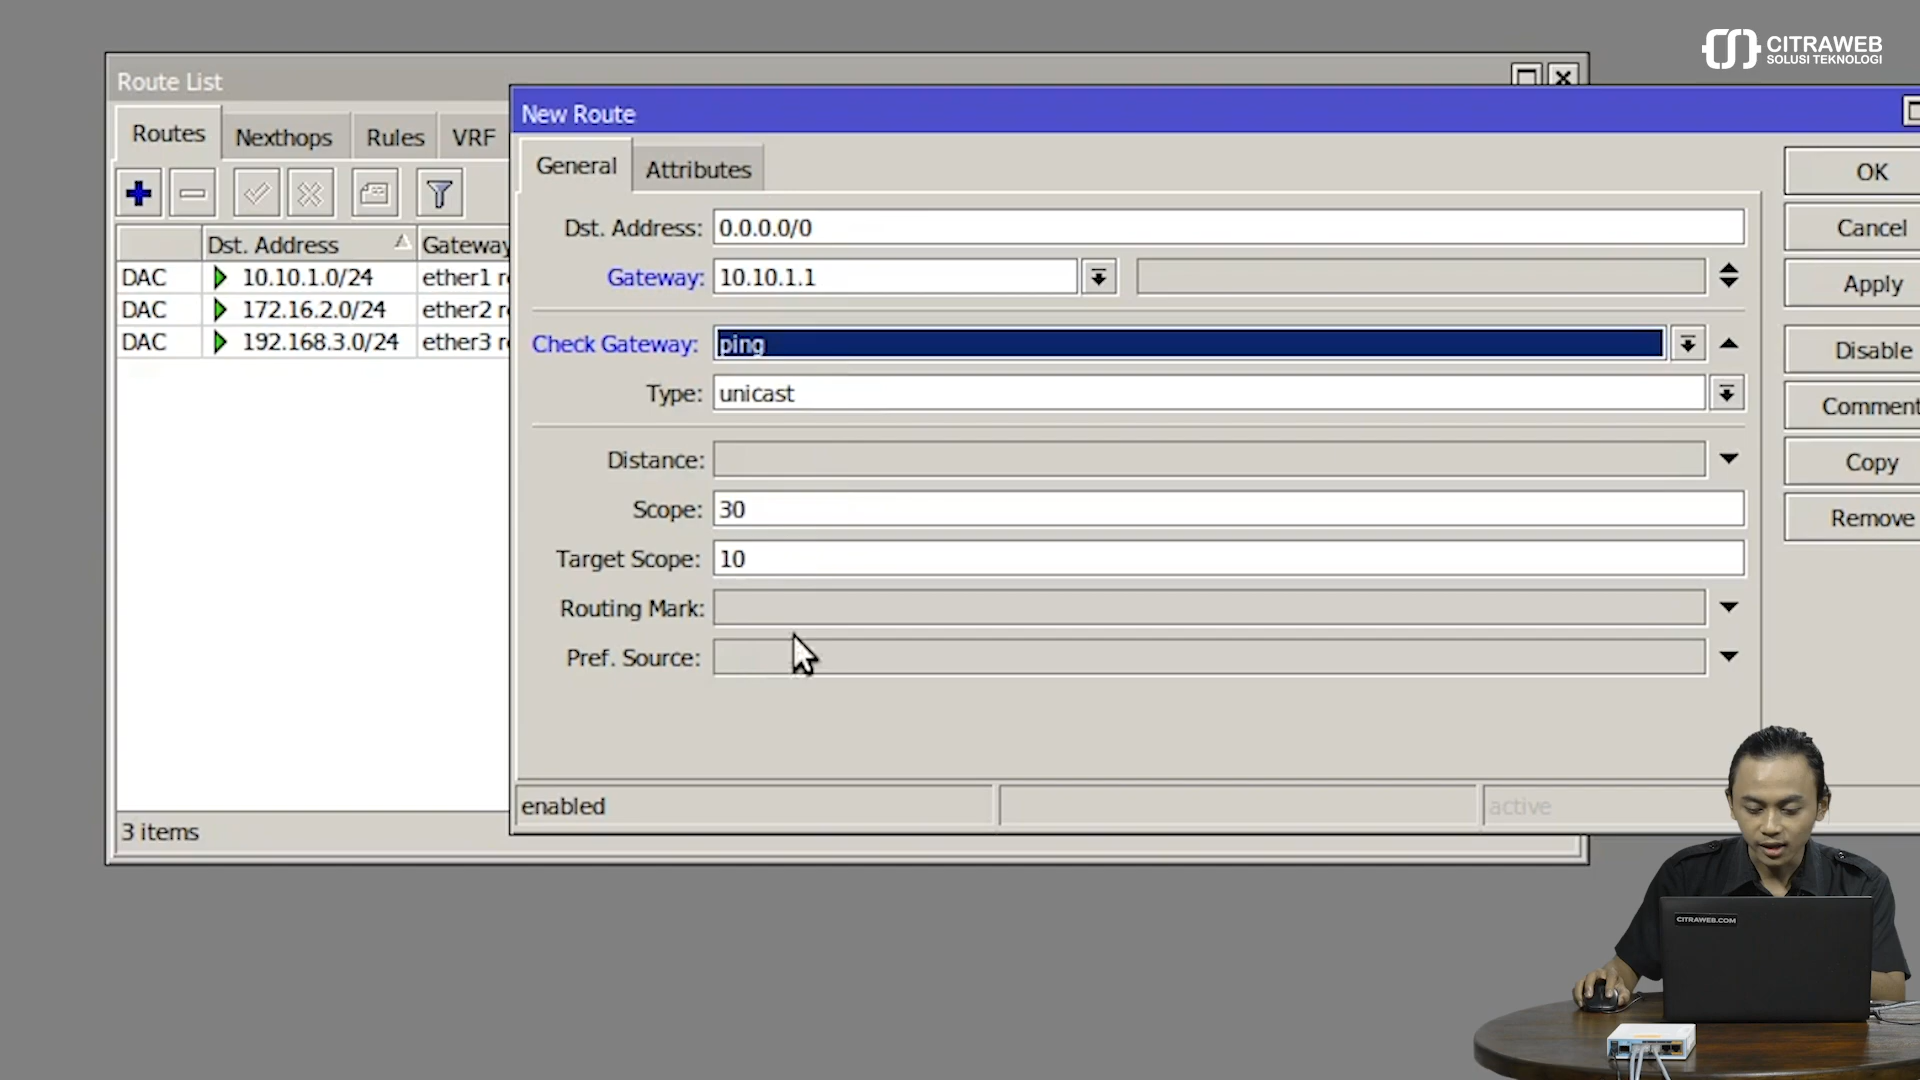 CITRAWEB
SOLUSI TEKNOLOGI
Route List
New Route
Routes Nexthops Rules VRF
General Attributes
OK
Cancel
Apply
Disable
Comment
Copy
Remove
Dst. Address Gateway
DAC 10.10.1.0/24 ether1
DAC 172.16.2.0/24 ether2
DAC 192.168.3.0/24 ether3
3 items
Dst. Address: 0.0.0.0/0
Gateway: 10.10.1.1
Check Gateway: ping
Type: unicast
Distance:
Scope: 30
Target Scope: 10
Routing Mark:
Pref. Source:
enabled
active
CITRAWEB.COM